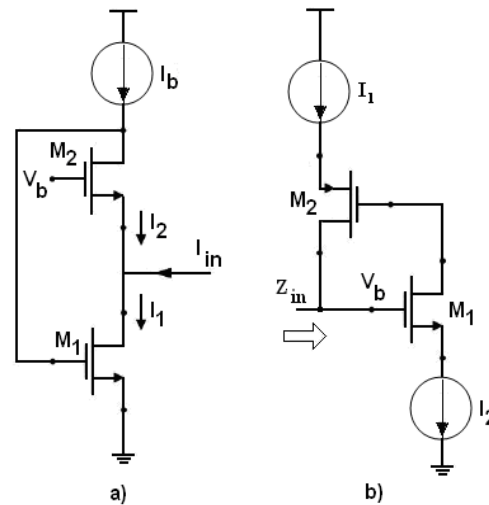 I_b
M_2
V_b
I_2
I_in
I_1
M_1
a)
I_1
M_2
Z_in
V_b
M_1
I_2
b)